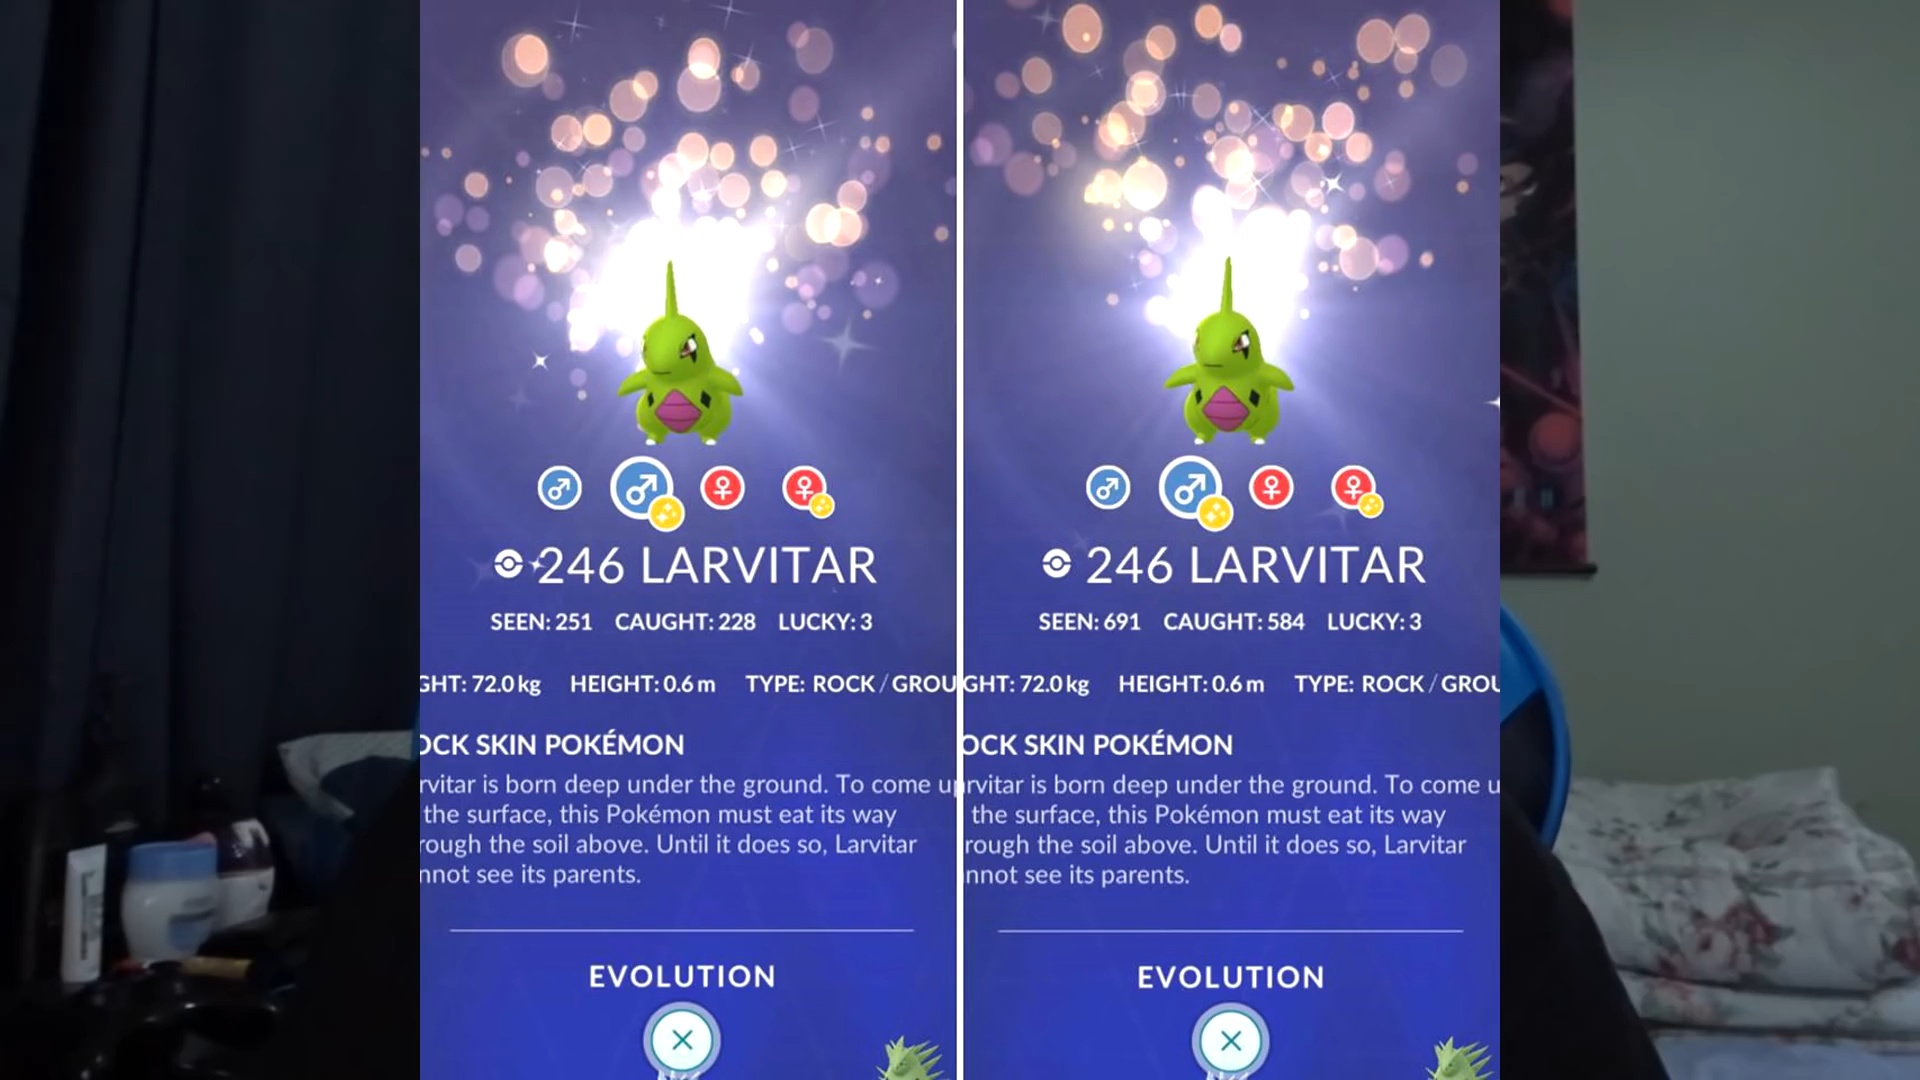 246 LARVITAR
SEEN: 251 CAUGHT: 228 LUCKY: 3
GHT: 72.0 kg HEIGHT: 0.6 m TYPE: ROCK / GROU
OCK SKIN POKÉMON
rvitar is born deep under the ground. To come up
the surface, this Pokémon must eat its way
rough the soil above. Until it does so, Larvitar
nnot see its parents.
EVOLUTION
246 LARVITAR
SEEN: 691 CAUGHT: 584 LUCKY: 3
GHT: 72.0 kg HEIGHT: 0.6 m TYPE: ROCK / GROU
OCK SKIN POKÉMON
rvitar is born deep under the ground. To come u
the surface, this Pokémon must eat its way
rough the soil above. Until it does so, Larvitar
nnot see its parents.
EVOLUTION